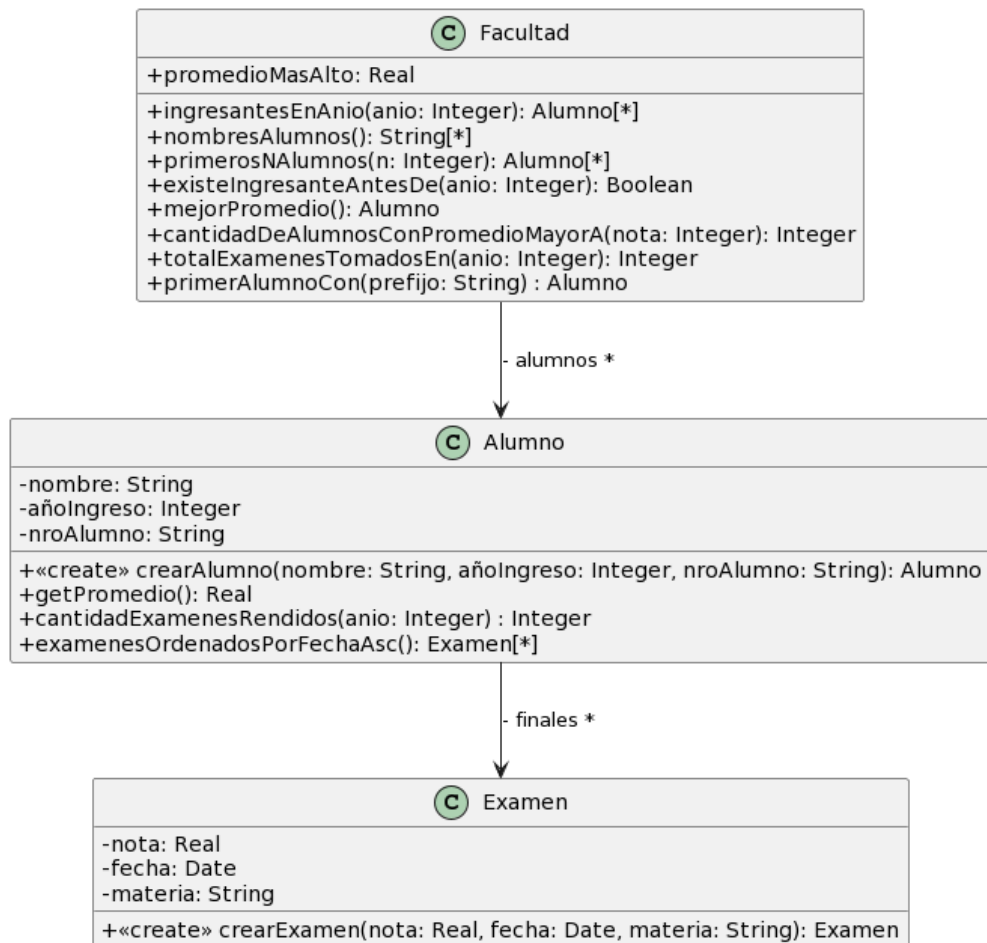 C Facultad
+promedioMasAlto: Real
+ingresantesEnAnio(anio: Integer): Alumno[*]
+nombresAlumnos(): String[*]
+primerosNAlumnos(n: Integer): Alumno[*]
+existeIngresanteAntesDe(anio: Integer): Boolean
+mejorPromedio(): Alumno
+cantidadDeAlumnosConPromedioMayorA(nota: Integer): Integer
+totalExamenesTomadosEn(anio: Integer): Integer
+primerAlumnoCon(prefijo: String) : Alumno
- alumnos *
C Alumno
-nombre: String
-añoIngreso: Integer
-nroAlumno: String
+«create» crearAlumno(nombre: String, añoIngreso: Integer, nroAlumno: String): Alumno
+getPromedio(): Real
+cantidadExamenesRendidos(anio: Integer) : Integer
+examenesOrdenadosPorFechaAsc(): Examen[*]
- finales *
C Examen
-nota: Real
-fecha: Date
-materia: String
+«create» crearExamen(nota: Real, fecha: Date, materia: String): Examen